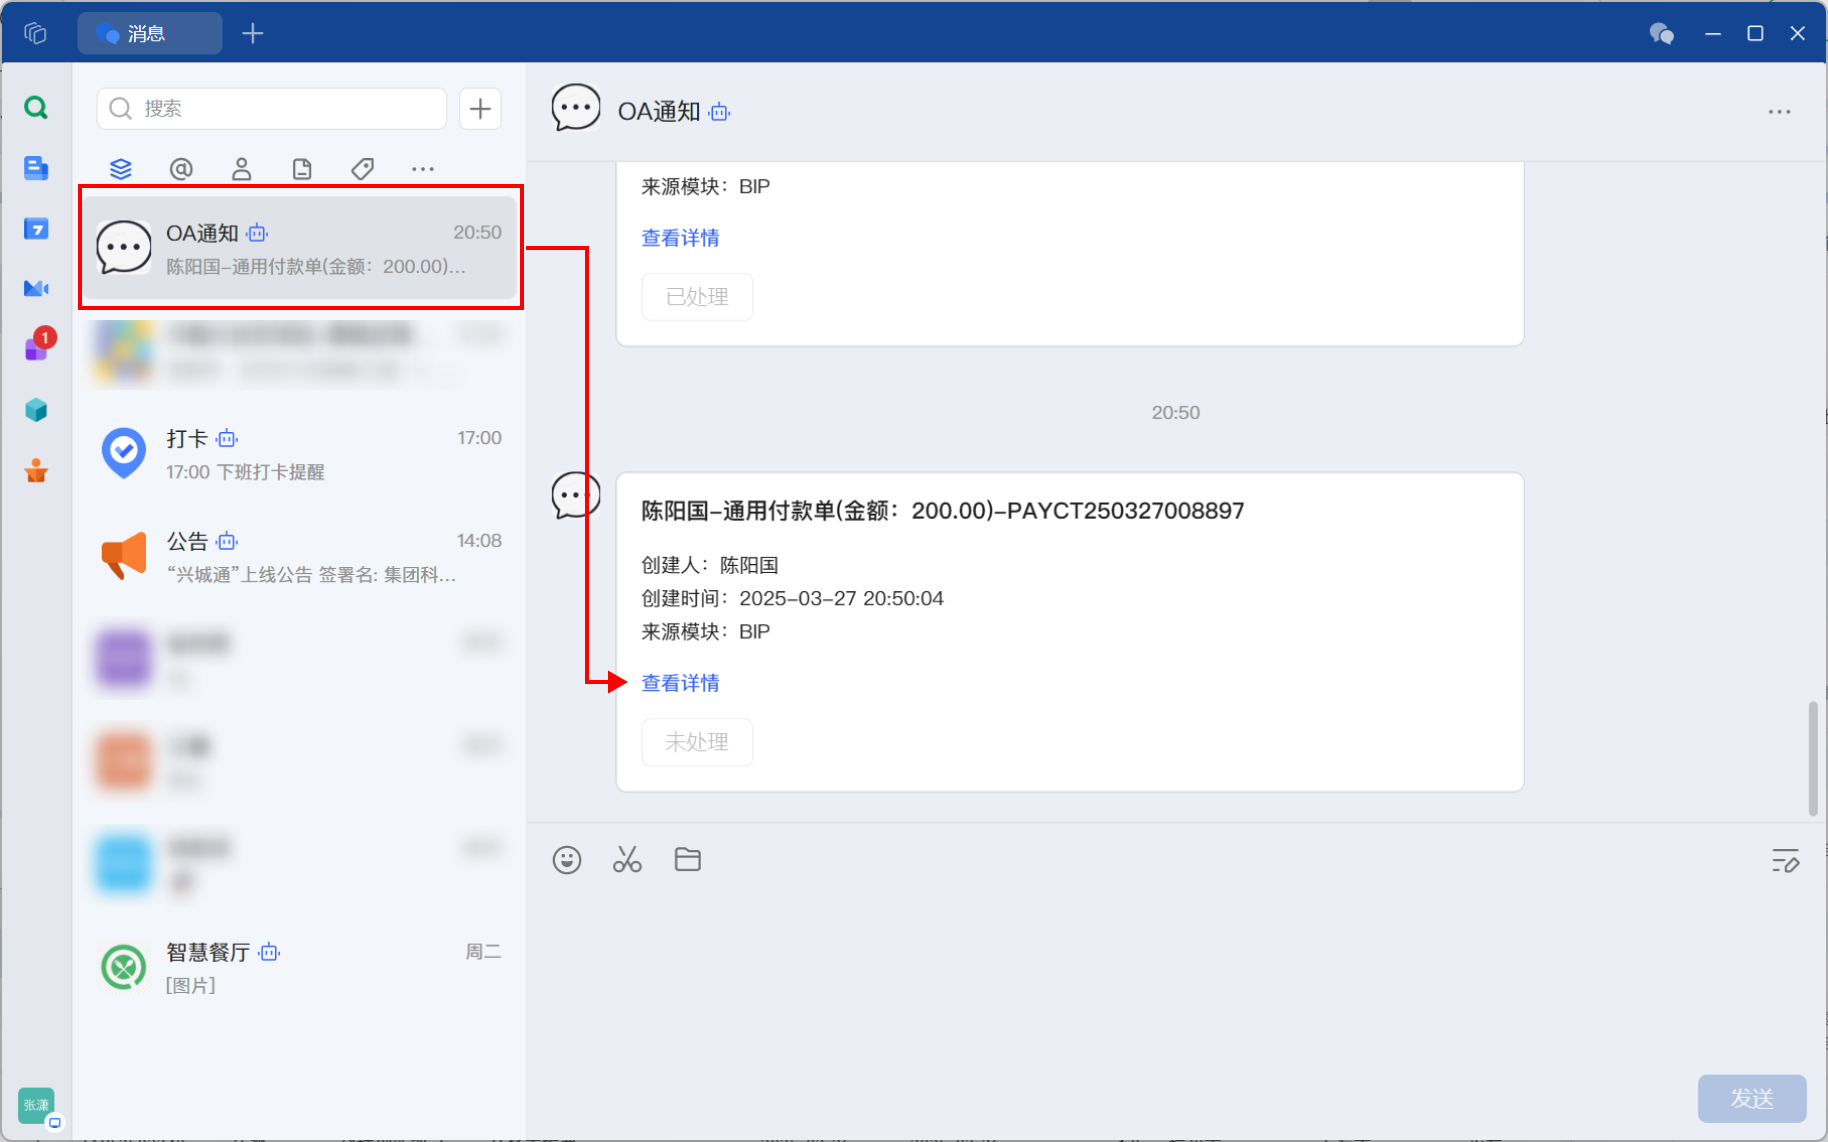 消息
搜索
7
OA通知
20:50
陈阳国-通用付款单(金额：200.00)...
1
打卡
17:00
17:00 下班打卡提醒
公告
14:08
“兴城通”上线公告 签署名: 集团科...
智慧餐厅
周二
[图片]
张潇
OA通知
来源模块：BIP
查看详情
已处理
20:50
陈阳国-通用付款单(金额：200.00)-PAYCT250327008897
创建人：陈阳国
创建时间：2025-03-27 20:50:04
来源模块：BIP
查看详情
未处理
发送